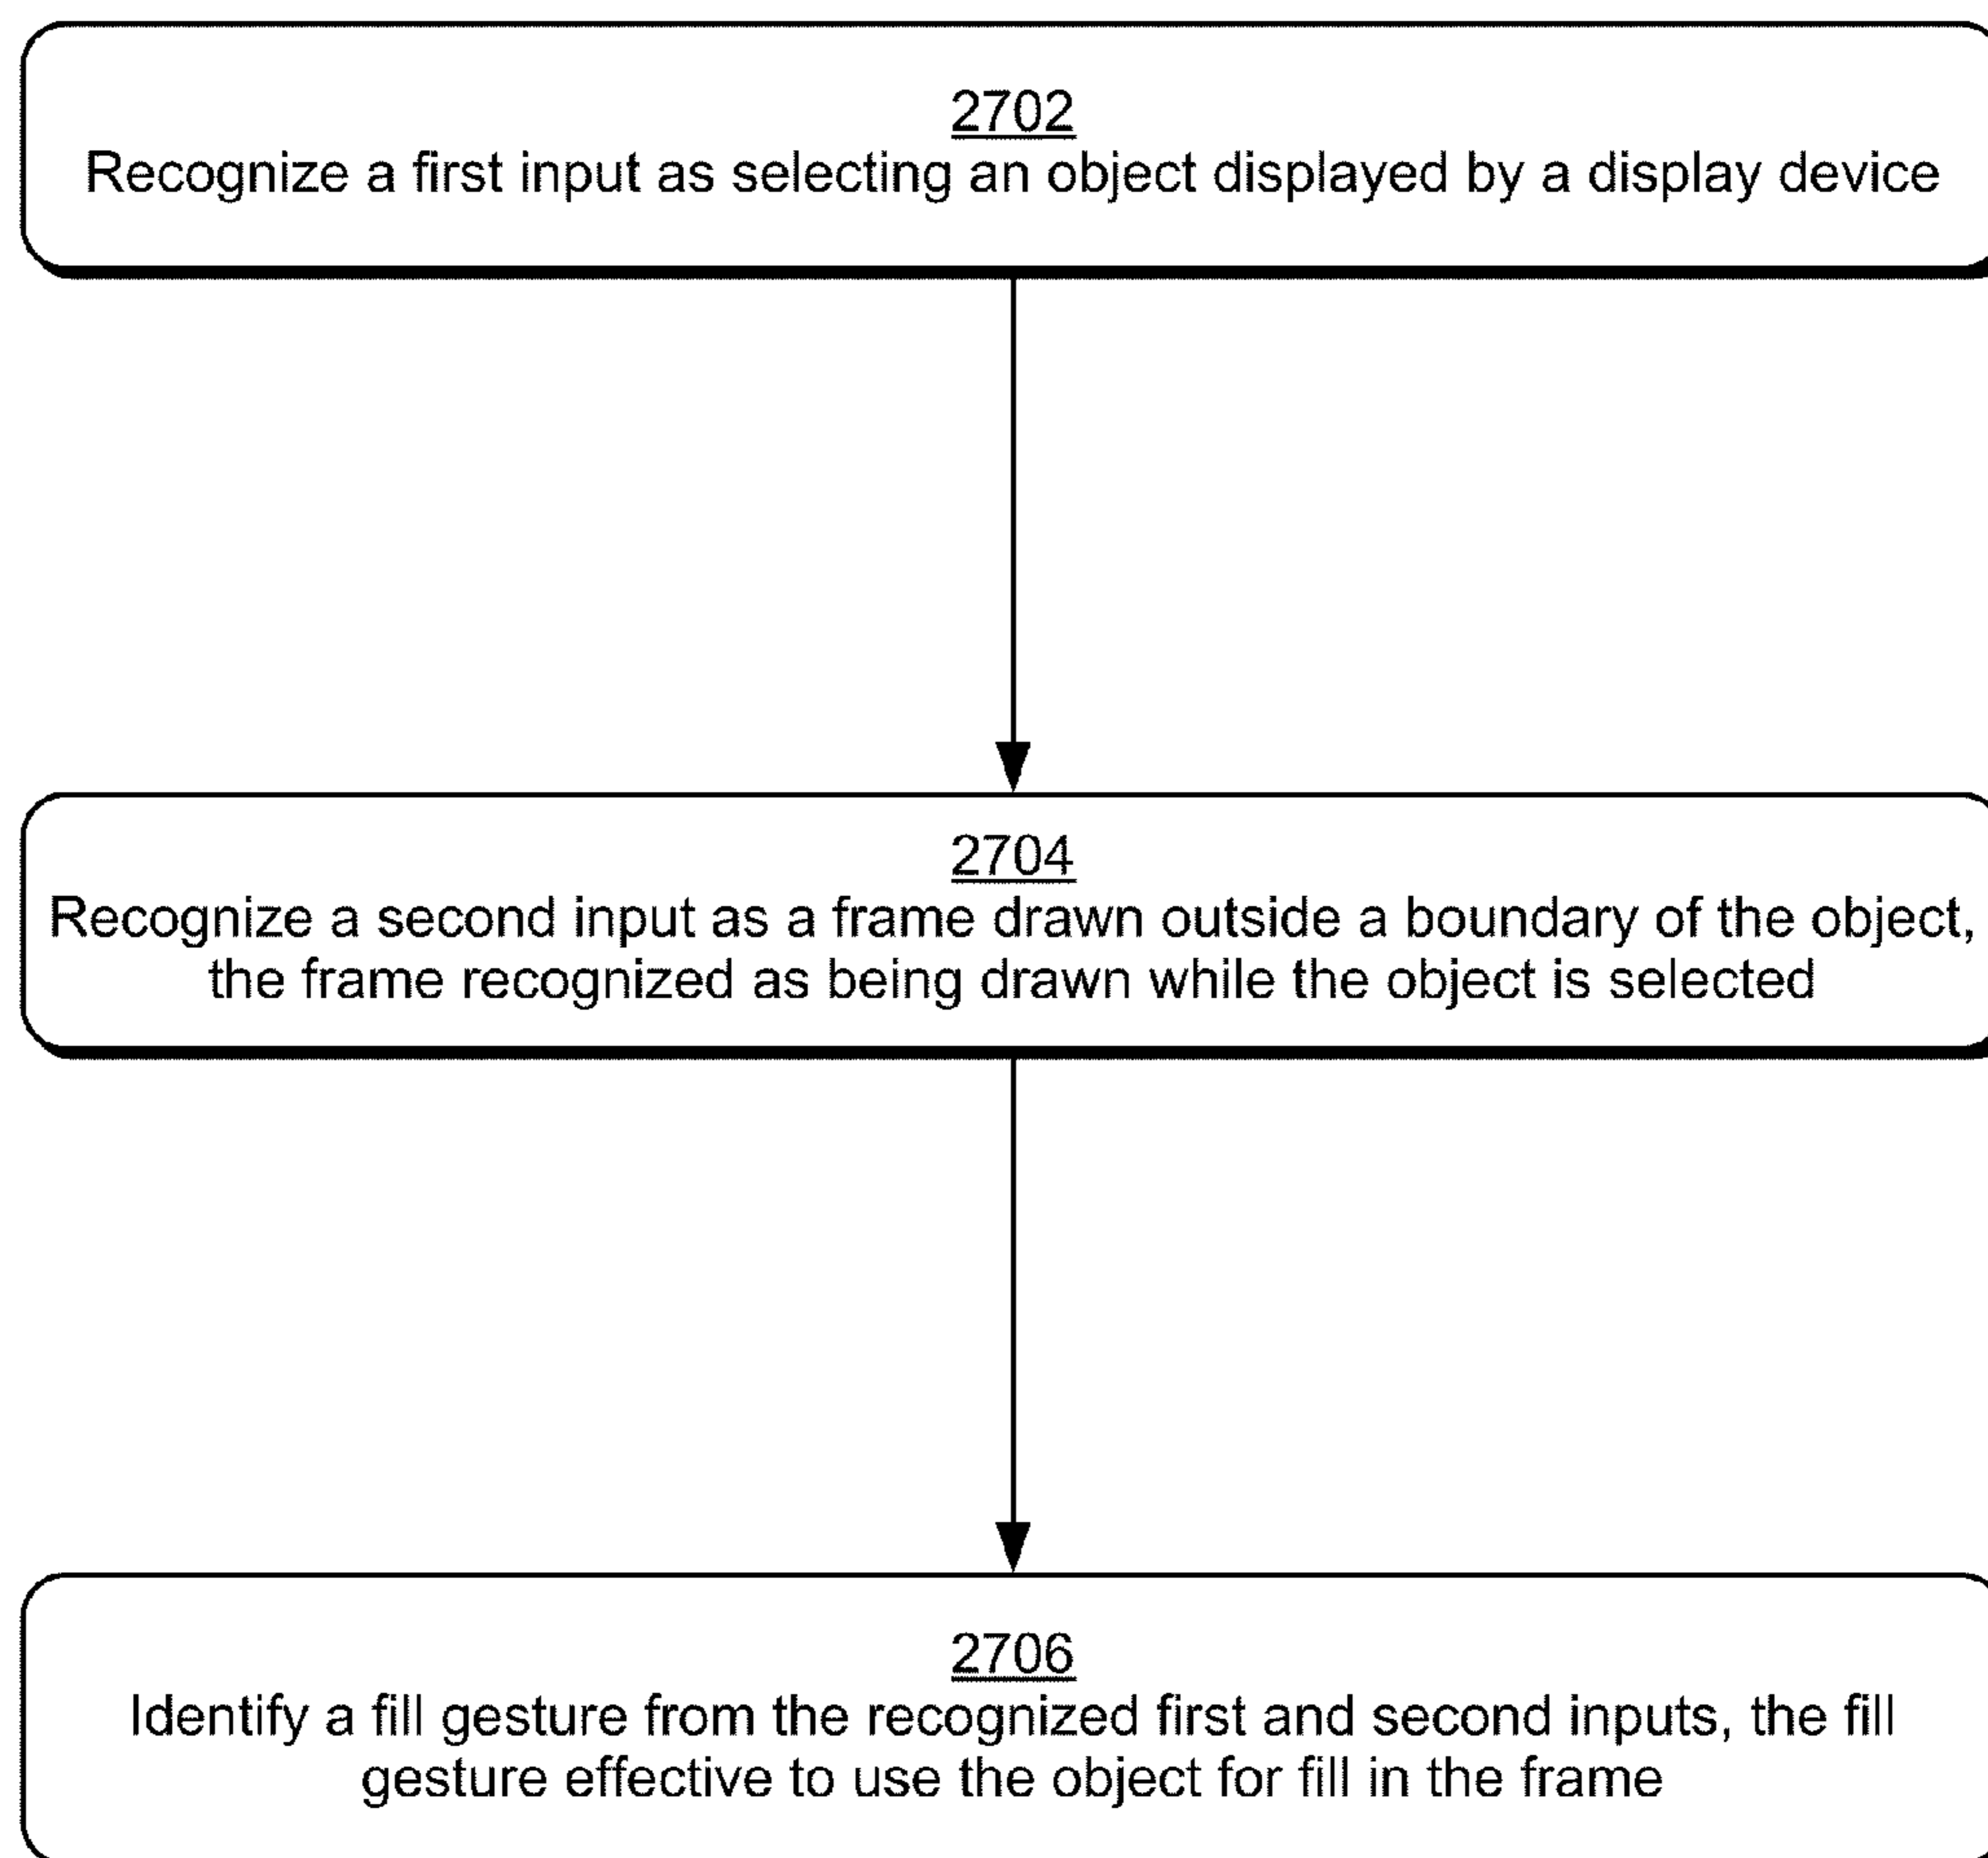 2702
Recognize a first input as selecting an object displayed by a display device
2704
Recognize a second input as a frame drawn outside a boundary of the object,
the frame recognized as being drawn while the object is selected
2706
Identify a fill gesture from the recognized first and second inputs, the fill
gesture effective to use the object for fill in the frame